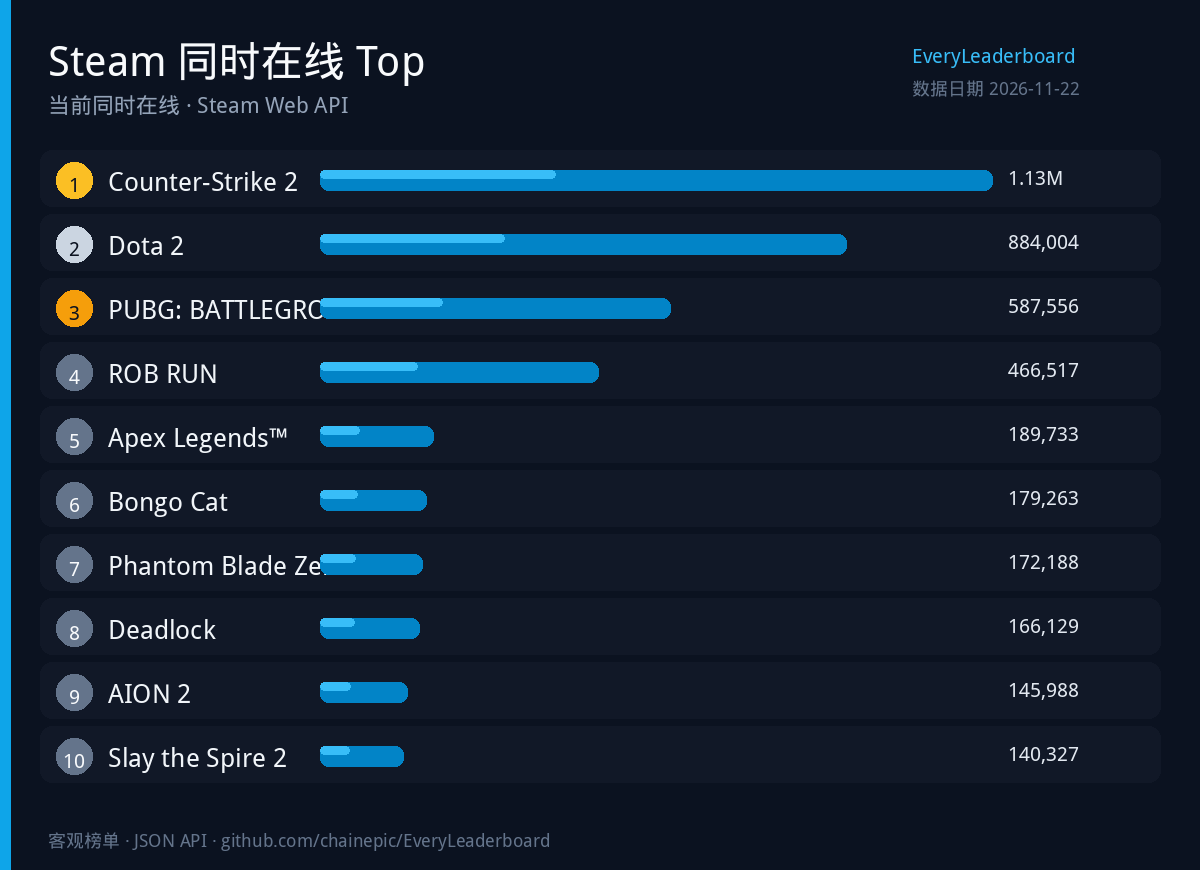 Steam 同时在线 Top
当前同时在线 · Steam Web API
EveryLeaderboard
数据日期 2026-11-22
1 Counter-Strike 2 1.13M
2 Dota 2 884,004
3 PUBG: BATTLEGRO 587,556
4 ROB RUN 466,517
5 Apex Legends™ 189,733
6 Bongo Cat 179,263
7 Phantom Blade Ze 172,188
8 Deadlock 166,129
9 AION 2 145,988
10 Slay the Spire 2 140,327
客观榜单 · JSON API · github.com/chainepic/EveryLeaderboard